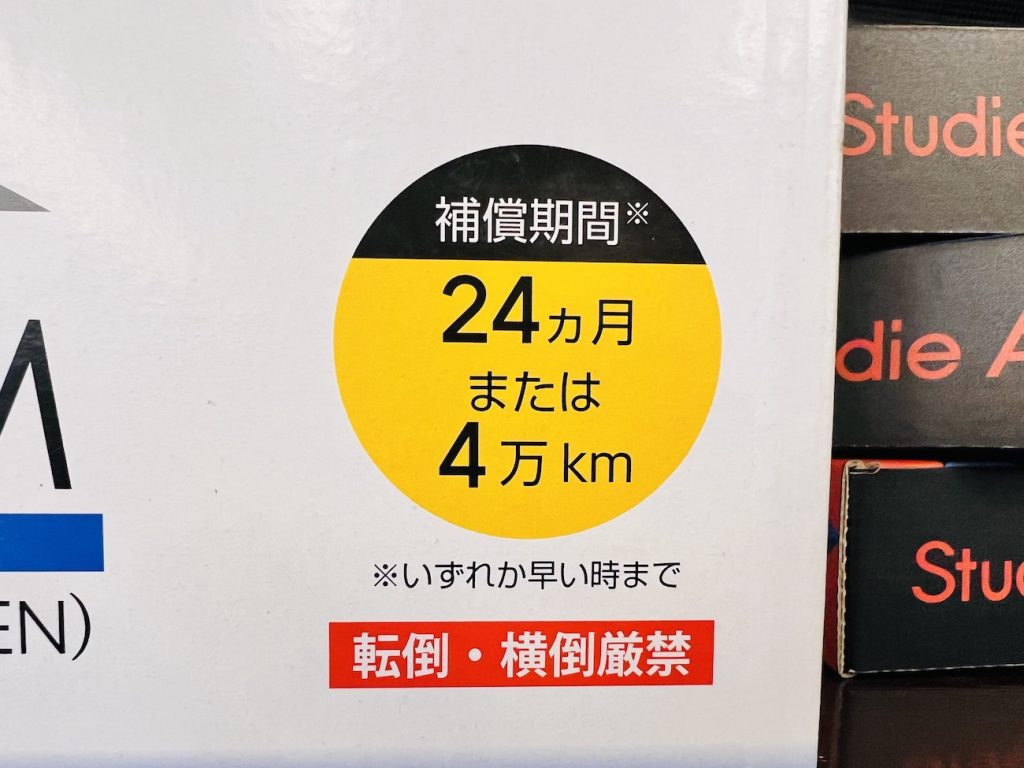 補償期間※
24ヵ月
または
4万km
※いずれか早い時まで
転倒・横倒厳禁
M
EN)
Studie
die A
Stu